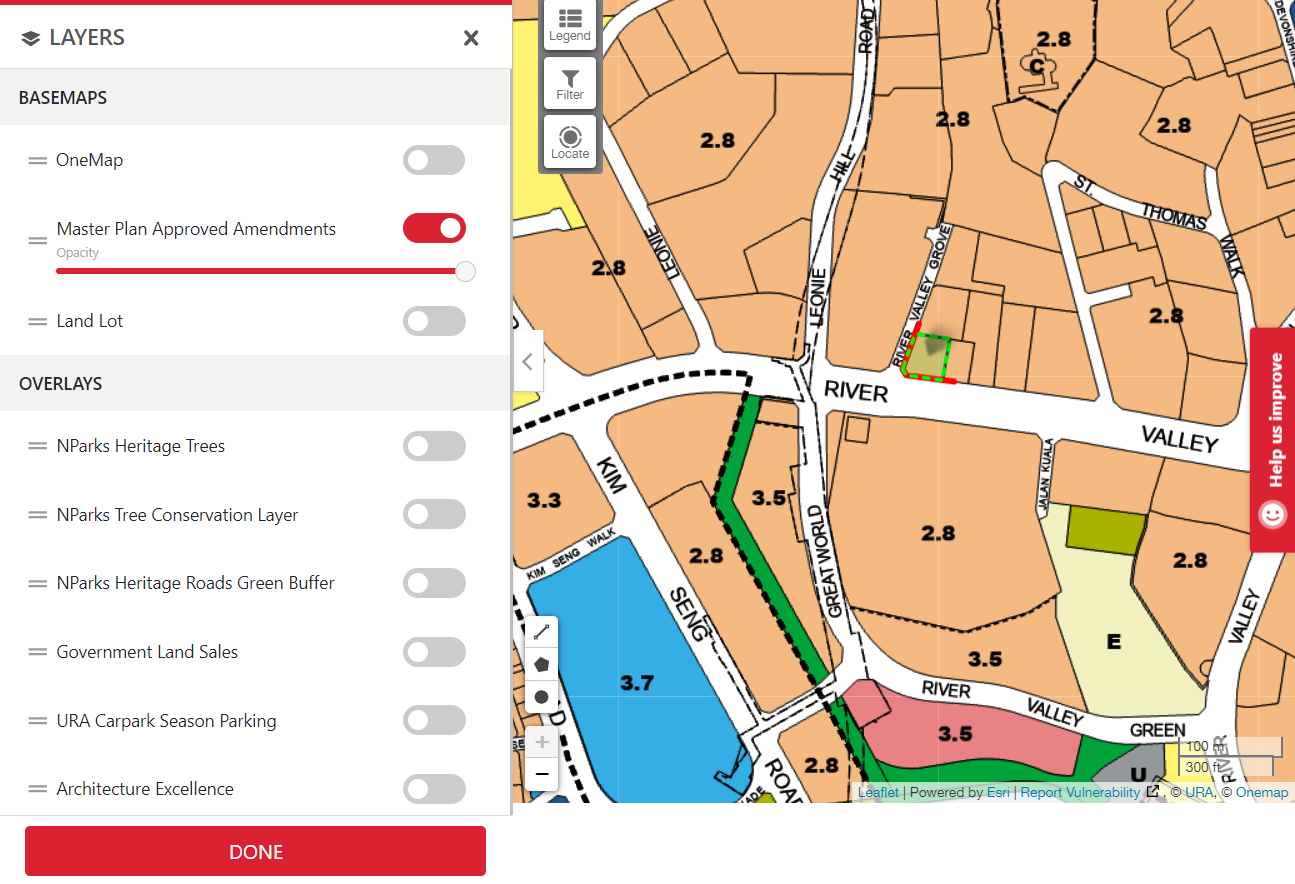 LAYERS
BASEMAPS
OneMap
Master Plan Approved Amendments
Opacity
Land Lot
OVERLAYS
NParks Heritage Trees
NParks Tree Conservation Layer
NParks Heritage Roads Green Buffer
Government Land Sales
URA Carpark Season Parking
Architecture Excellence
DONE
Legend
Filter
Locate
ROAD
HILL
LEONIE
LEONIE
2.8
C
2.8
2.8
2.8
2.8
2.8
2.8
DEVONSHIRE
ST.
THOMAS
WALK
RIVER VALLEY GROVE
RIVER
VALLEY
KIM
SENG
ROAD
KIM SENG WALK
3.3
2.8
3.5
3.7
GREAT WORLD
JALAN KUALA
2.8
2.8
E
3.5
RIVER
VALLEY
GREEN
VALLEY
RIVER
3.5
2.8
U
D
Help us improve
+
−
100 m
300 ft
Leaflet | Powered by Esri | Report Vulnerability , © URA, © Onemap